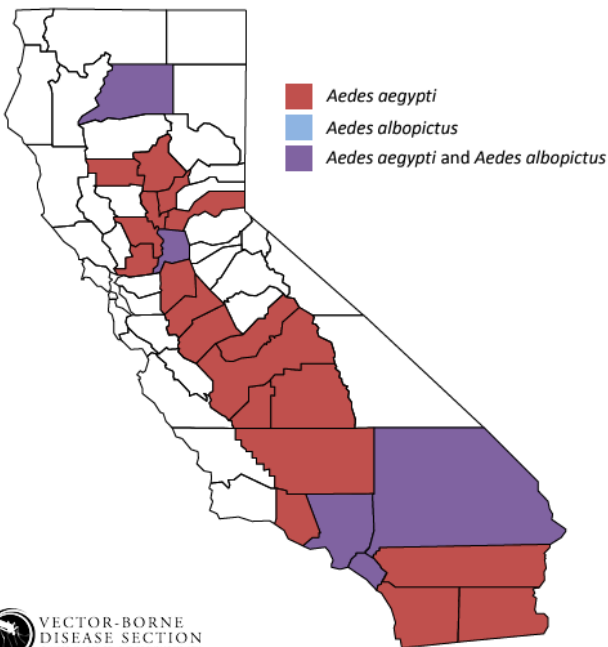 Aedes aegypti
Aedes albopictus
Aedes aegypti and Aedes albopictus
VECTOR-BORNE
DISEASE SECTION